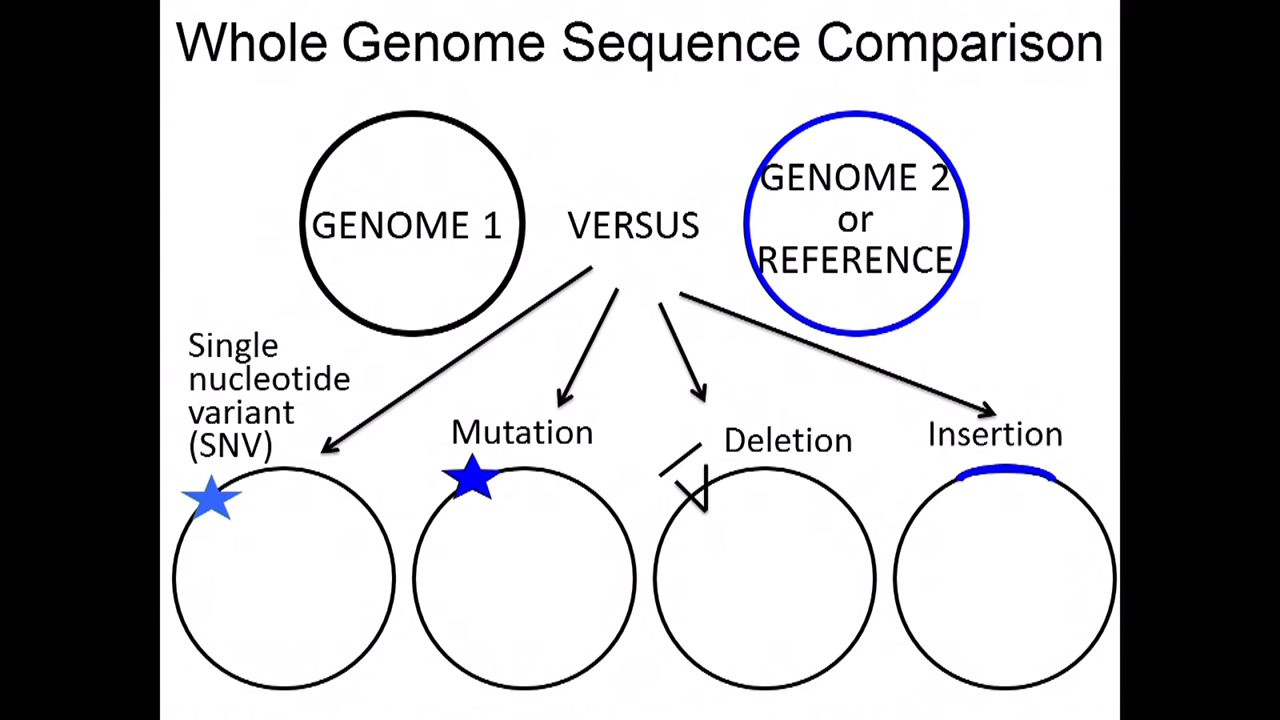 Whole Genome Sequence Comparison
GENOME 1
VERSUS
GENOME 2
or
REFERENCE
Single
nucleotide
variant
(SNV)
Mutation
Deletion
Insertion